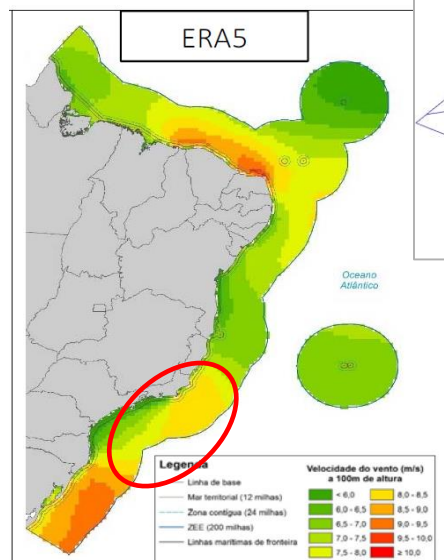 ERA5
Oceano
Atlântico
Legenda
Linha de base
Mar territorial (12 milhas)
Zona contígua (24 milhas)
ZEE (200 milhas)
Linhas marítimas de fronteira
Velocidade do vento (m/s)
a 100m de altura
< 6,0
6,0 - 6,5
6,5 - 7,0
7,0 - 7,5
7,5 - 8,0
8,0 - 8,5
8,5 - 9,0
9,0 - 9,5
9,5 - 10,0
≥ 10,0